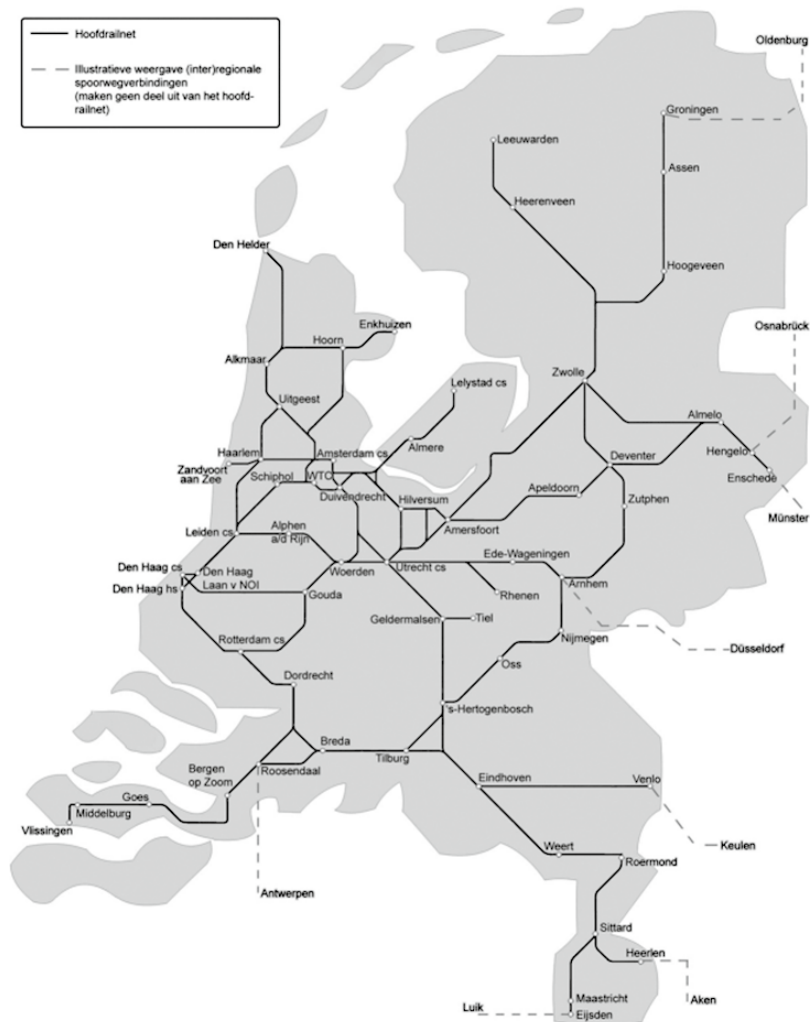 Hoofdrailnet
Illustratieve weergave (inter)regionale
spoorwegverbindingen
(maken geen deel uit van het hoofd-
railnet)
Oldenburg
Groningen
Leeuwarden
Assen
Heerenveen
Den Helder
Hoogeveen
Enkhuizen
Osnabrück
Hoorn
Alkmaar
Zwolle
Lelystad cs
Uitgeest
Almelo
Almere
Haarlem
Amsterdam cs
Hengelo
Deventer
Zandvoort
aan Zee
Schiphol
WTC
Enschede
Duivendrecht
Apeldoorn
Hilversum
Zutphen
Münster
Leiden cs
Alphen
a/d Rijn
Amersfoort
Ede-Wageningen
Den Haag cs
Den Haag
Laan v NOI
Woerden
Utrecht cs
Arnhem
Den Haag hs
Gouda
Rhenen
Geldermalsen
Tiel
Rotterdam cs
Nijmegen
Düsseldorf
Oss
Dordrecht
's-Hertogenbosch
Breda
Tilburg
Bergen
op Zoom
Roosendaal
Eindhoven
Venlo
Goes
Middelburg
Vlissingen
Keulen
Weert
Roermond
Antwerpen
Sittard
Heerlen
Maastricht
Aken
Luik
Eijsden